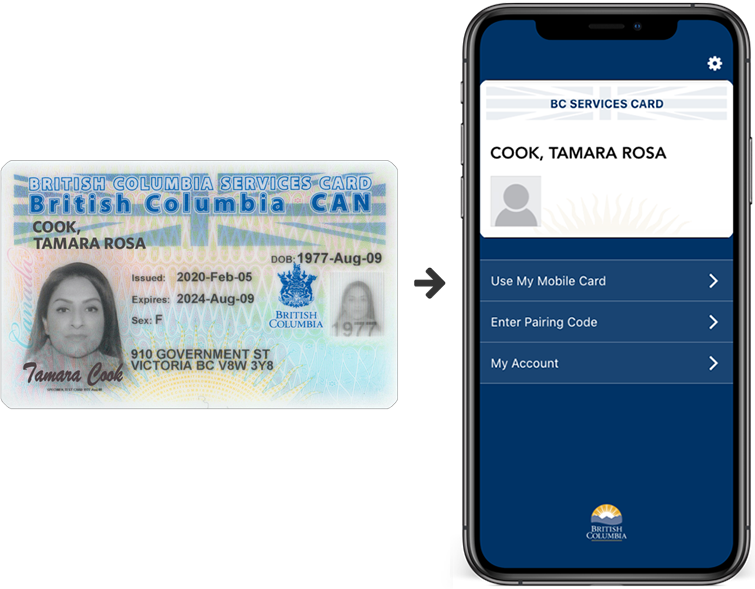 BRITISH COLUMBIA SERVICES CARD
British Columbia CAN
COOK,
TAMARA ROSA
DOB: 1977-Aug-09
Issued: 2020-Feb-05
Expires: 2024-Aug-09
Sex: F
BRITISH
COLUMBIA
1977
910 GOVERNMENT ST
VICTORIA BC V8W 3Y8
Tamara Cook
Canada
BC SERVICES CARD
COOK, TAMARA ROSA
Use My Mobile Card
Enter Pairing Code
My Account
BRITISH
COLUMBIA